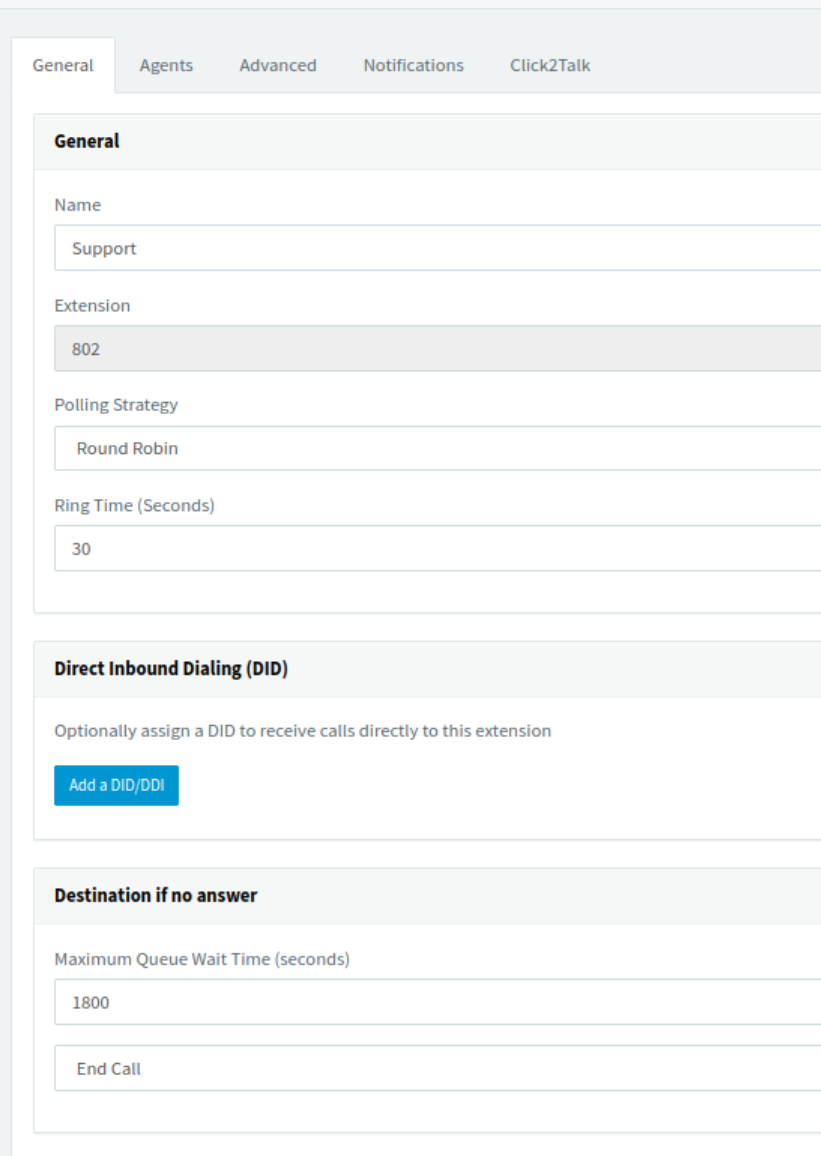 General Agents Advanced Notifications Click2Talk
General
Name
Support
Extension
802
Polling Strategy
Round Robin
Ring Time (Seconds)
30
Direct Inbound Dialing (DID)
Optionally assign a DID to receive calls directly to this extension
Add a DID/DDI
Destination if no answer
Maximum Queue Wait Time (seconds)
1800
End Call